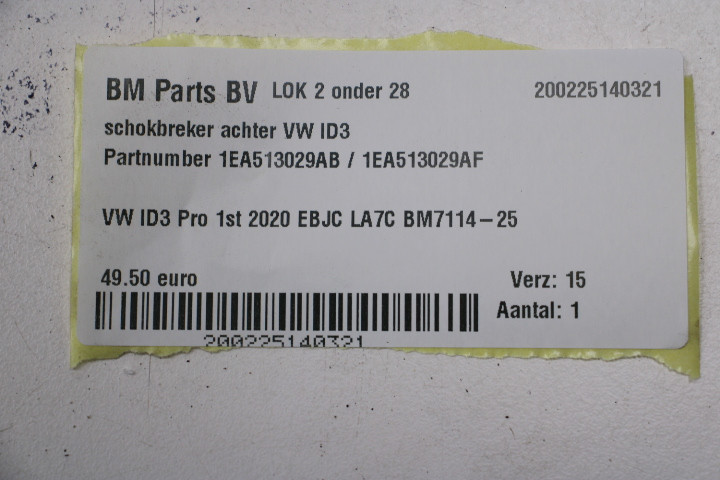 BM Parts BV LOK 2 onder 28 200225140321
schokbreker achter VW ID3
Partnumber 1EA513029AB / 1EA513029AF
VW ID3 Pro 1st 2020 EBJC LA7C BM7114-25
49.50 euro Verz: 15
Aantal: 1
200225140321